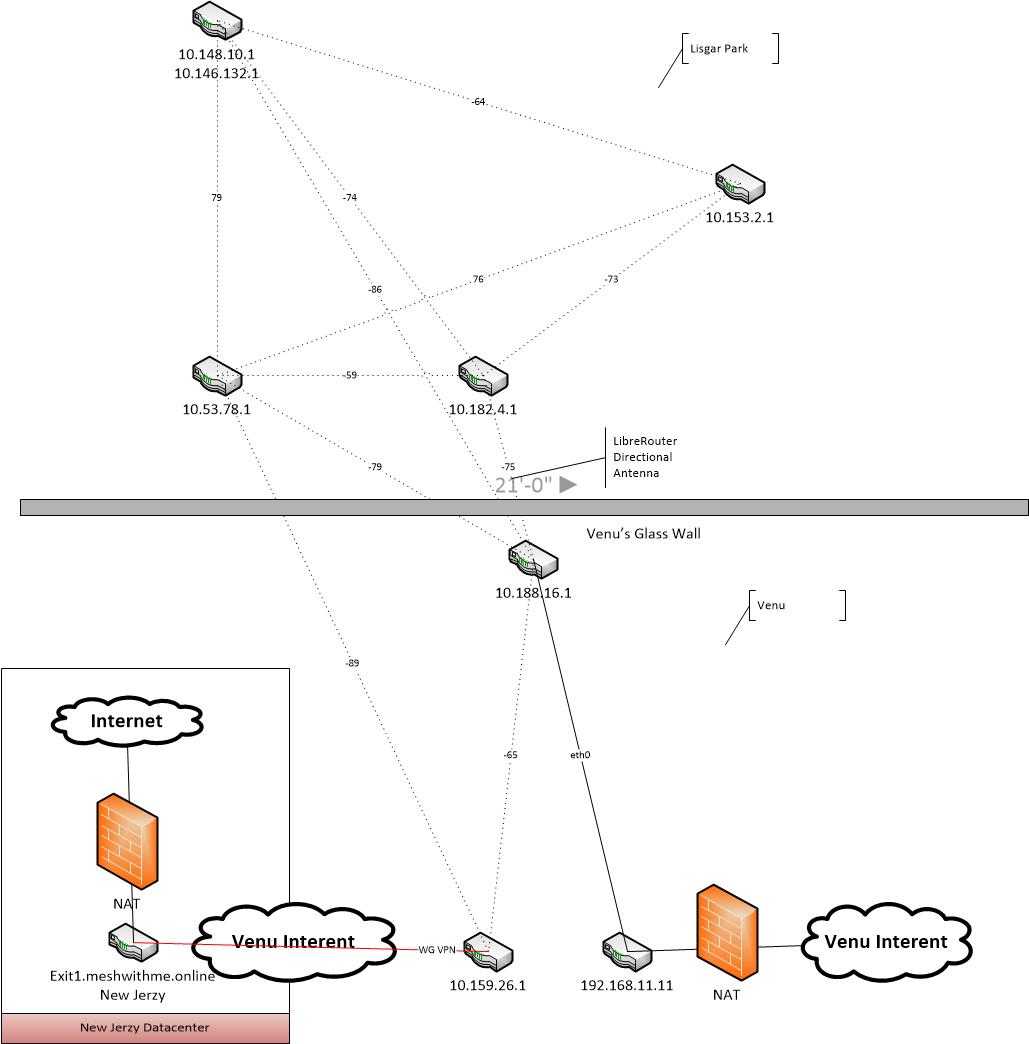 10.148.10.1
10.146.132.1
Lisgar Park
-64
79
-74
10.153.2.1
76
-73
-86
-59
10.53.78.1
10.182.4.1
LibreRouter
Directional
Antenna
-79
-75
21'-0"
Venu's Glass Wall
10.188.16.1
Venu
-89
Internet
-65
eth0
NAT
Venu Interent
WG VPN
Venu Interent
Exit1.meshwithme.online
New Jerzy
10.159.26.1
192.168.11.11
NAT
New Jerzy Datacenter